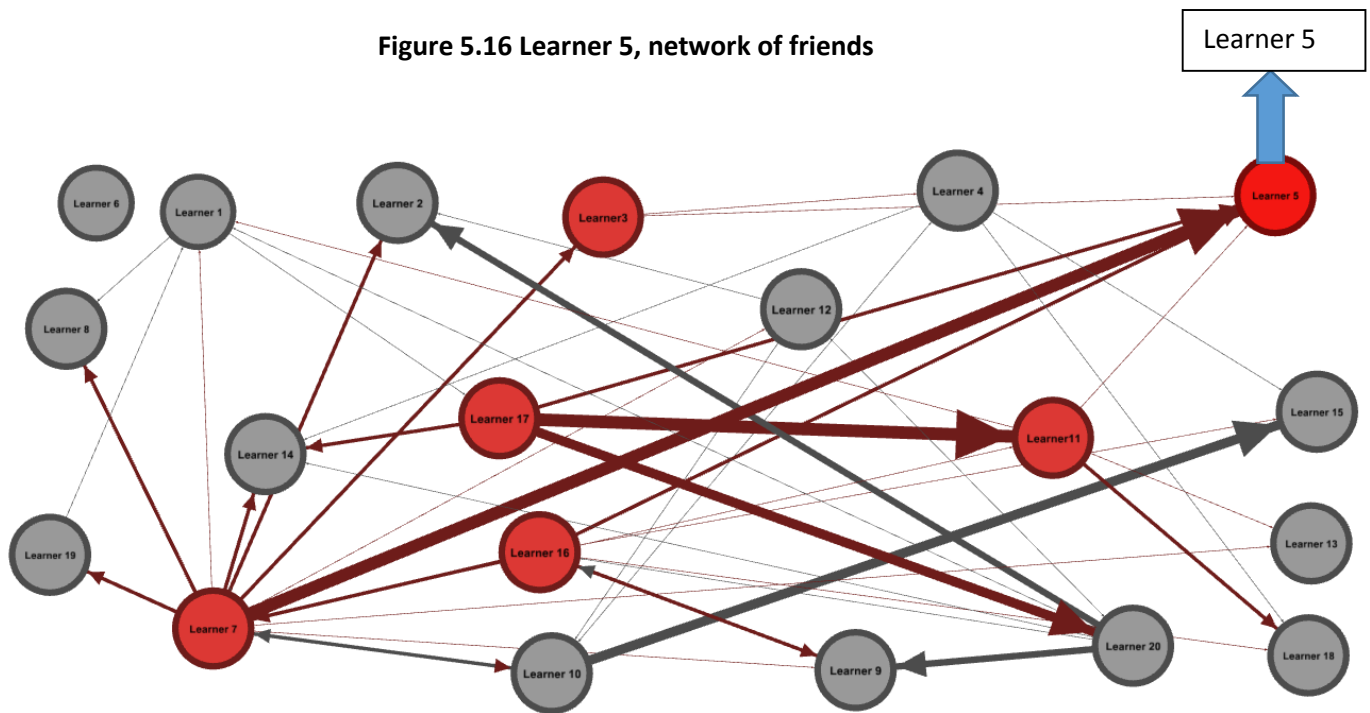 Figure 5.16 Learner 5, network of friends
Learner 5
Learner 6
Learner 1
Learner 2
Learner3
Learner 4
Learner 5
Learner 8
Learner 12
Learner 17
Learner11
Learner 15
Learner 14
Learner 19
Learner 16
Learner 13
Learner 7
Learner 10
Learner 9
Learner 20
Learner 18